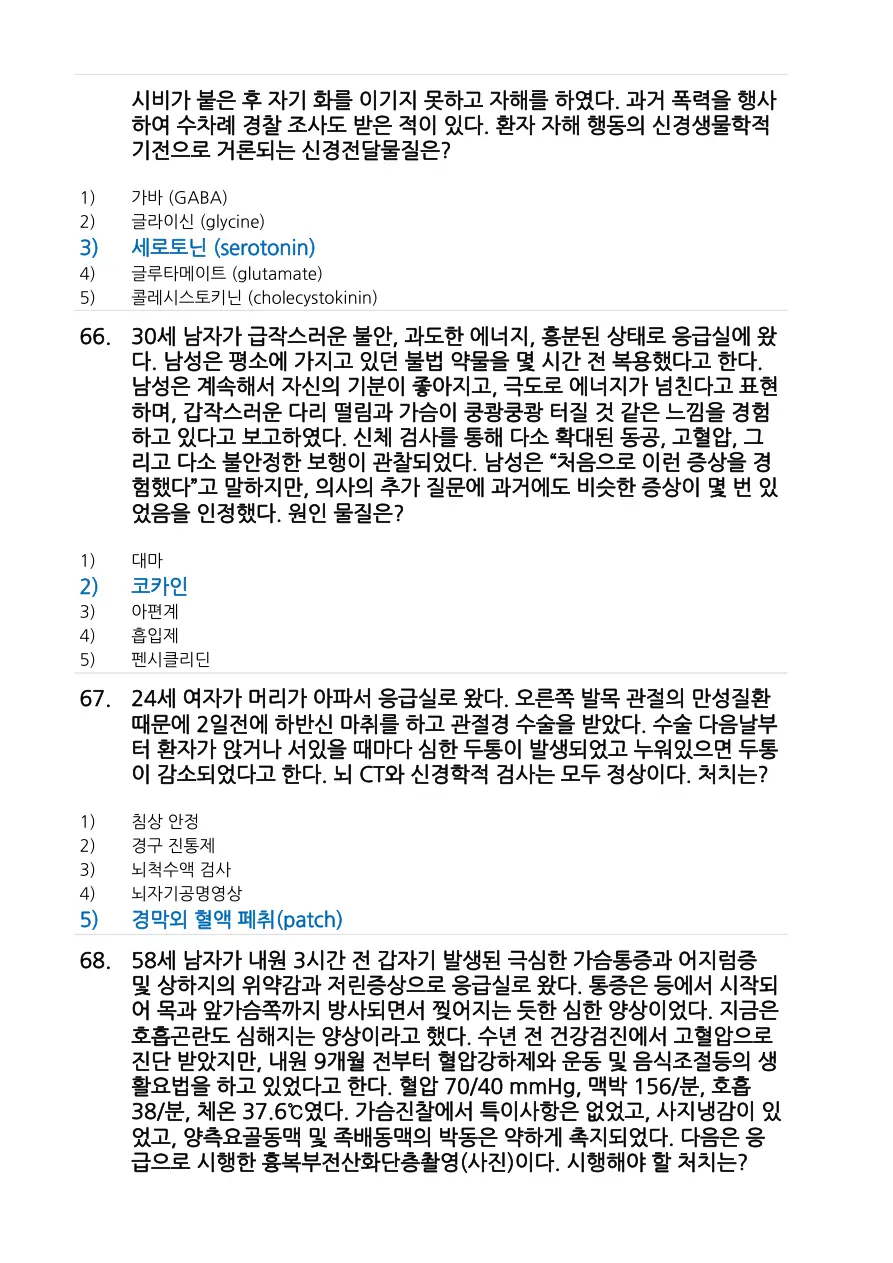 시비가 붙은 후 자기 화를 이기지 못하고 자해를 하였다. 과거 폭력을 행사
하여 수차례 경찰 조사도 받은 적이 있다. 환자 자해 행동의 신경생물학적
기전으로 거론되는 신경전달물질은?
1) 가바 (GABA)
2) 글라이신 (glycine)
3) 세로토닌 (serotonin)
4) 글루타메이트 (glutamate)
5) 콜레시스토키닌 (cholecystokinin)
66. 30세 남자가 급작스러운 불안, 과도한 에너지, 흥분된 상태로 응급실에 왔
다. 남성은 평소에 가지고 있던 불법 약물을 몇 시간 전 복용했다고 한다.
남성은 계속해서 자신의 기분이 좋아지고, 극도로 에너지가 넘친다고 표현
하며, 갑작스러운 다리 떨림과 가슴이 쿵쾅쿵쾅 터질 것 같은 느낌을 경험
하고 있다고 보고하였다. 신체 검사를 통해 다소 확대된 동공, 고혈압, 그
리고 다소 불안정한 보행이 관찰되었다. 남성은 “처음으로 이런 증상을 경
험했다”고 말하지만, 의사의 추가 질문에 과거에도 비슷한 증상이 몇 번 있
었음을 인정했다. 원인 물질은?
1) 대마
2) 코카인
3) 아편계
4) 흡입제
5) 펜시클리딘
67. 24세 여자가 머리가 아파서 응급실로 왔다. 오른쪽 발목 관절의 만성질환
때문에 2일전에 하반신 마취를 하고 관절경 수술을 받았다. 수술 다음날부
터 환자가 앉거나 서있을 때마다 심한 두통이 발생되었고 누워있으면 두통
이 감소되었다고 한다. 뇌 CT와 신경학적 검사는 모두 정상이다. 처치는?
1) 침상 안정
2) 경구 진통제
3) 뇌척수액 검사
4) 뇌자기공명영상
5) 경막외 혈액 페취(patch)
68. 58세 남자가 내원 3시간 전 갑자기 발생된 극심한 가슴통증과 어지럼증
및 상하지의 위약감과 저린증상으로 응급실로 왔다. 통증은 등에서 시작되
어 목과 앞가슴쪽까지 방사되면서 찢어지는 듯한 심한 양상이었다. 지금은
호흡곤란도 심해지는 양상이라고 했다. 수년 전 건강검진에서 고혈압으로
진단 받았지만, 내원 9개월 전부터 혈압강하제와 운동 및 음식조절등의 생
활요법을 하고 있었다고 한다. 혈압 70/40 mmHg, 맥박 156/분, 호흡
38/분, 체온 37.6℃였다. 가슴진찰에서 특이사항은 없었고, 사지냉감이 있
었고, 양측요골동맥 및 족배동맥의 박동은 약하게 촉지되었다. 다음은 응
급으로 시행한 흉복부전산화단층촬영(사진)이다. 시행해야 할 처치는?